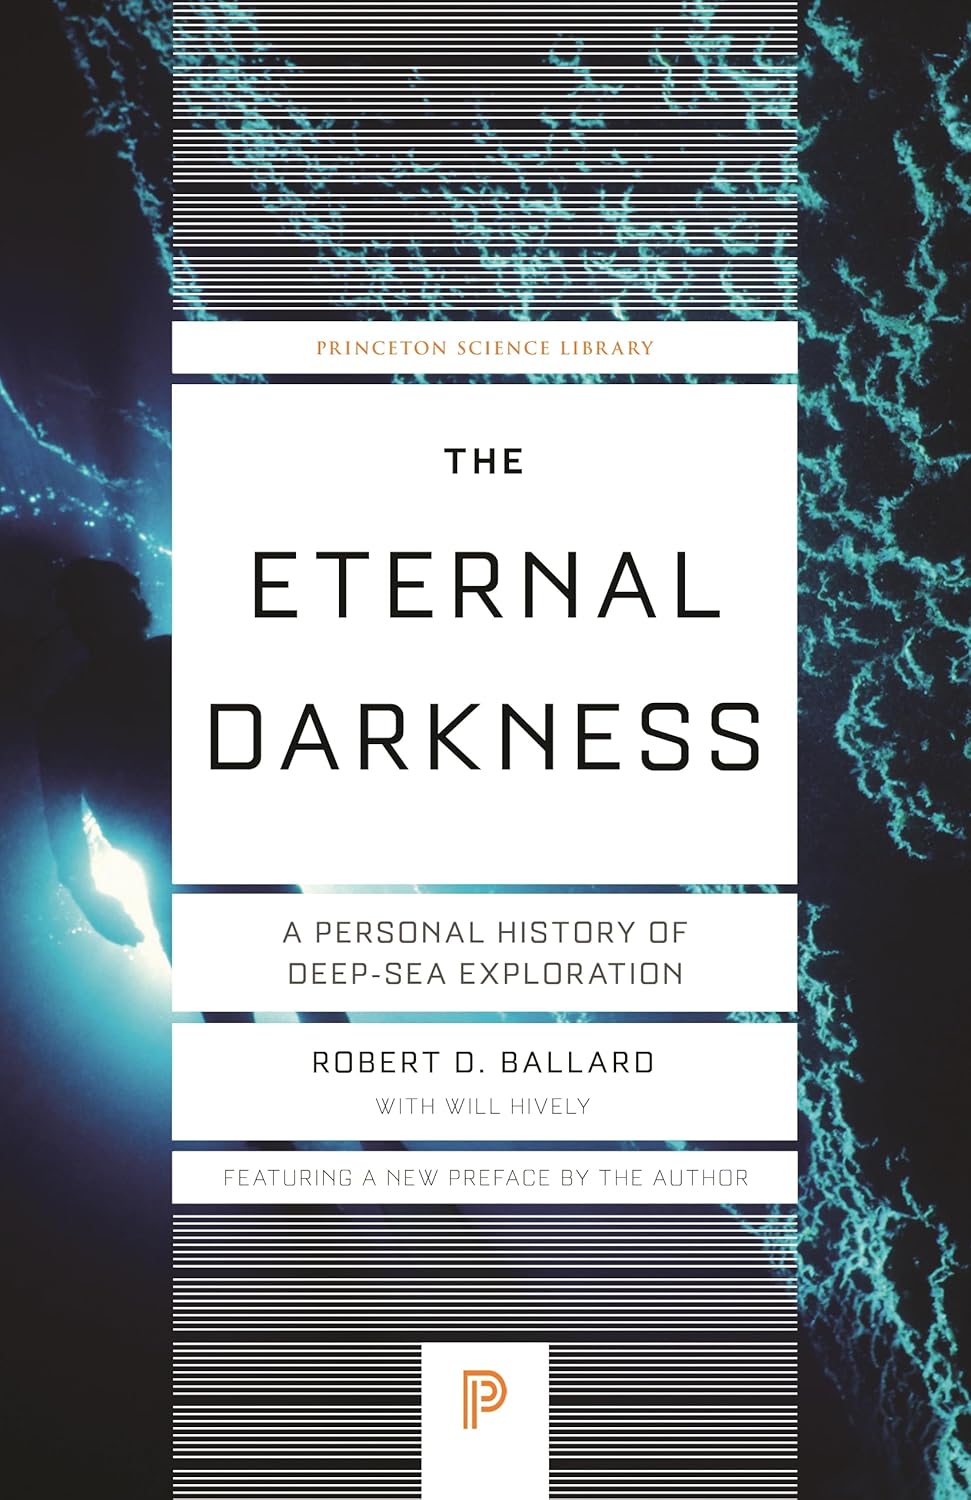 PRINCETON SCIENCE LIBRARY
THE
ETERNAL
DARKNESS
A PERSONAL HISTORY OF
DEEP-SEA EXPLORATION
ROBERT D. BALLARD
WITH WILL HIVELY
FEATURING A NEW PREFACE BY THE AUTHOR
P